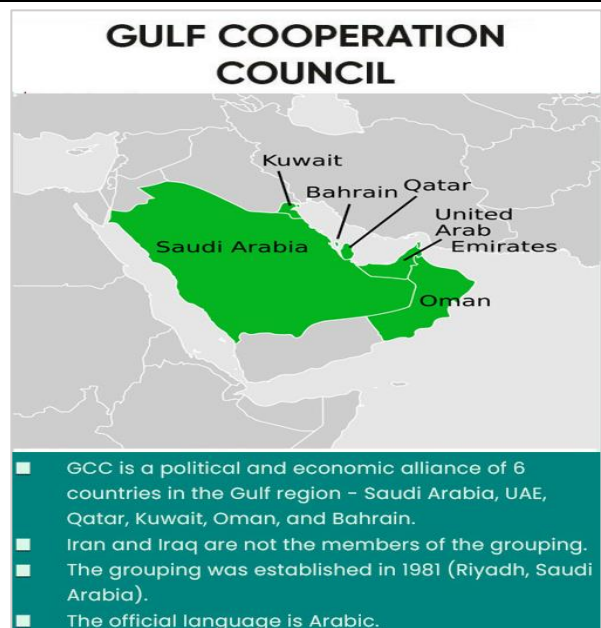 GULF COOPERATION
COUNCIL
Kuwait
Bahrain
Qatar
United
Arab
Emirates
Saudi Arabia
Oman
GCC is a political and economic alliance of 6
countries in the Gulf region – Saudi Arabia, UAE,
Qatar, Kuwait, Oman, and Bahrain.
Iran and Iraq are not the members of the grouping.
The grouping was established in 1981 (Riyadh, Saudi
Arabia).
The official language is Arabic.